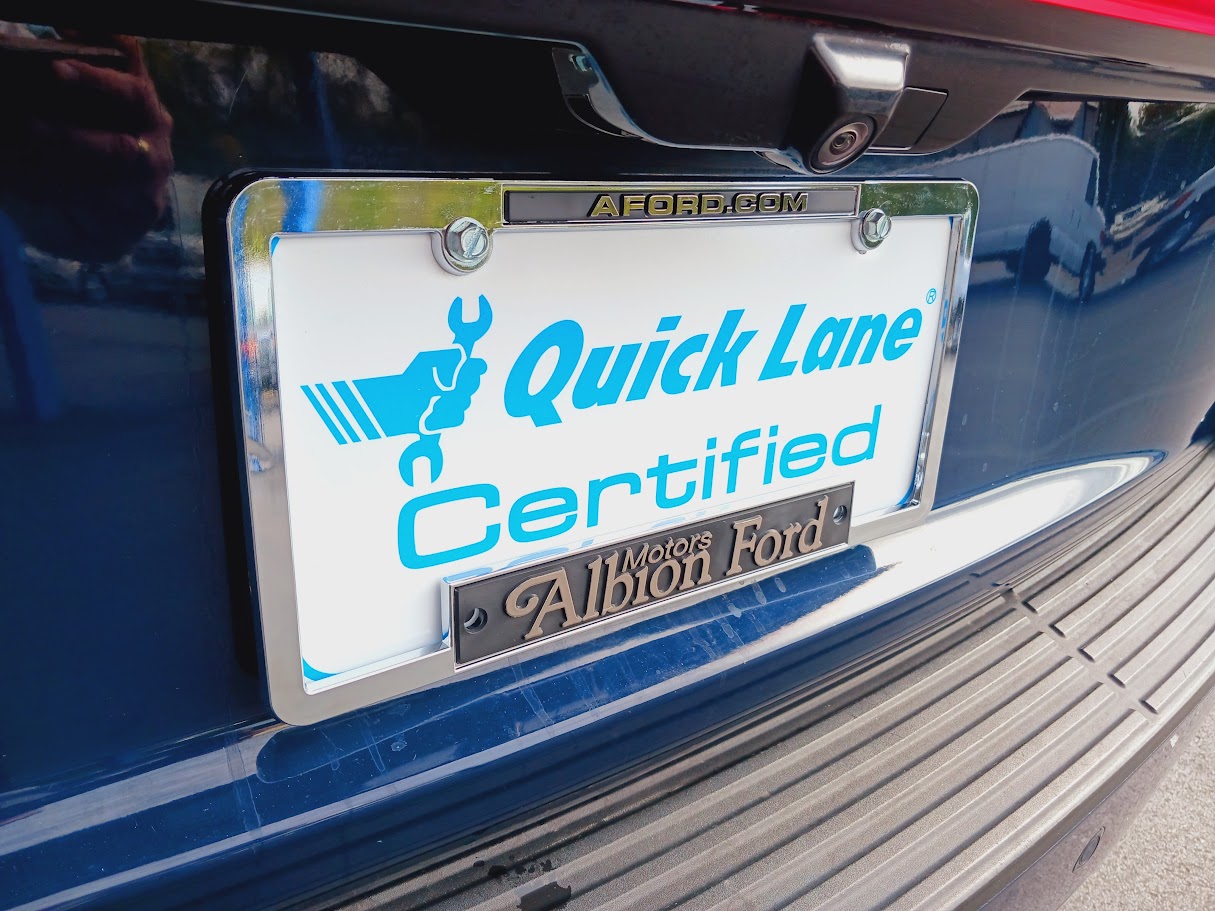 AFORD.COM
Quick Lane®
Certified
Motors
Albion Ford